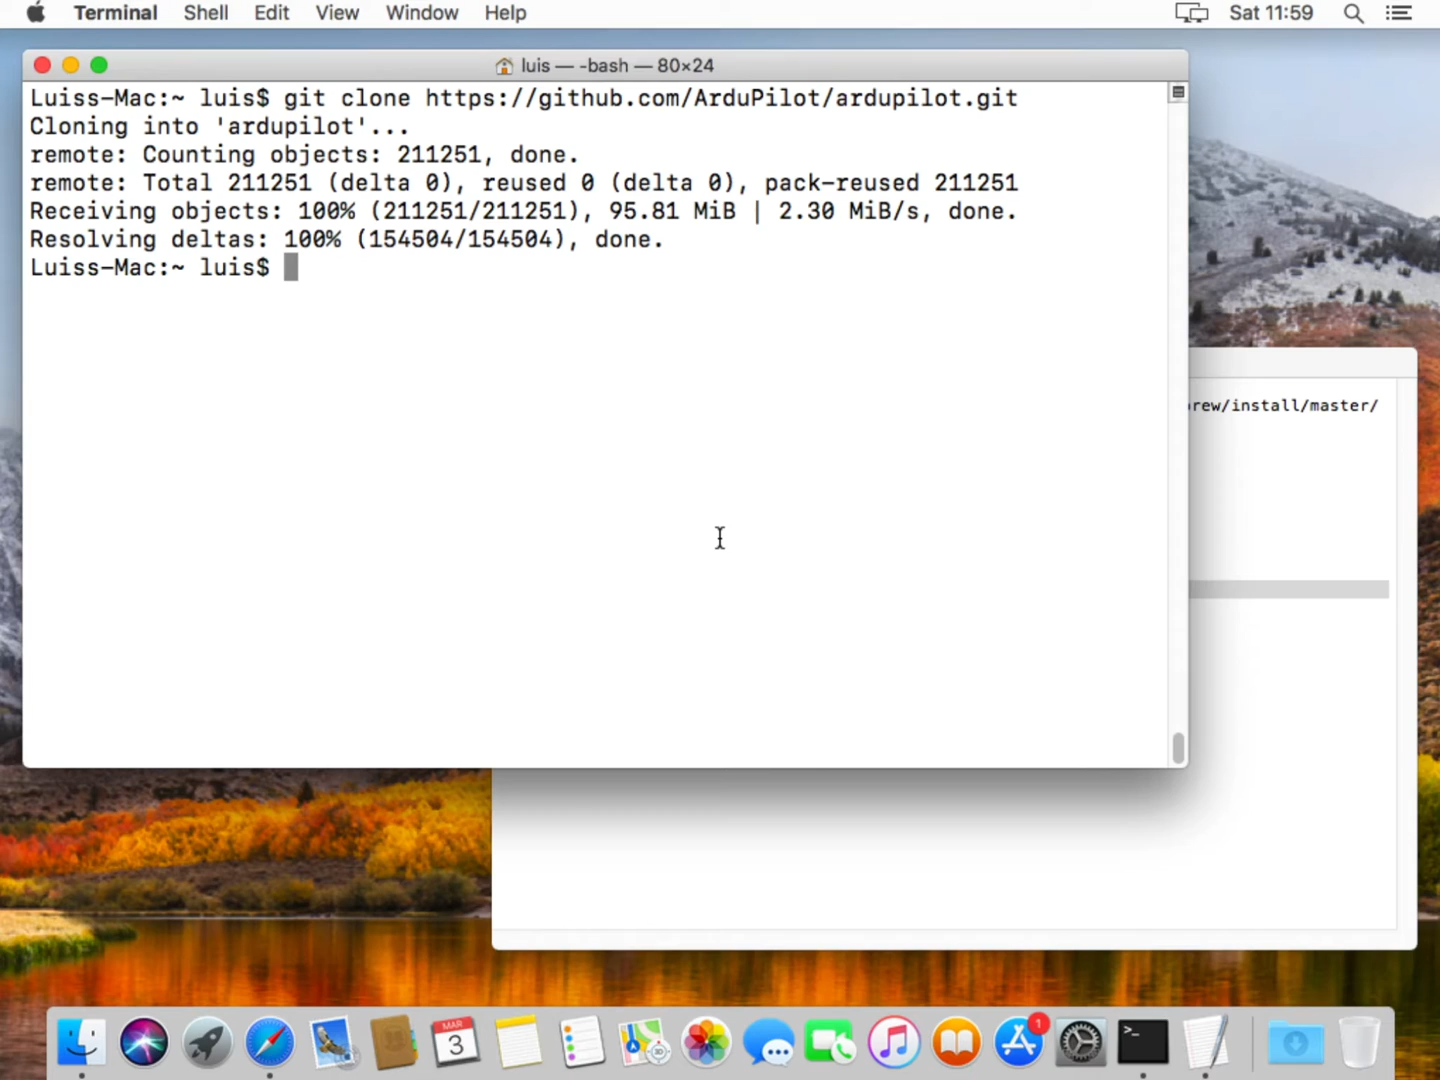 Terminal Shell Edit View Window Help Sat 11:59
luis — -bash — 80×24
Luiss-Mac:~ luis$ git clone https://github.com/ArduPilot/ardupilot.git
Cloning into 'ardupilot'...
remote: Counting objects: 211251, done.
remote: Total 211251 (delta 0), reused 0 (delta 0), pack-reused 211251
Receiving objects: 100% (211251/211251), 95.81 MiB | 2.30 MiB/s, done.
Resolving deltas: 100% (154504/154504), done.
Luiss-Mac:~ luis$
rew/install/master/
MAR
3
3D
1
>_